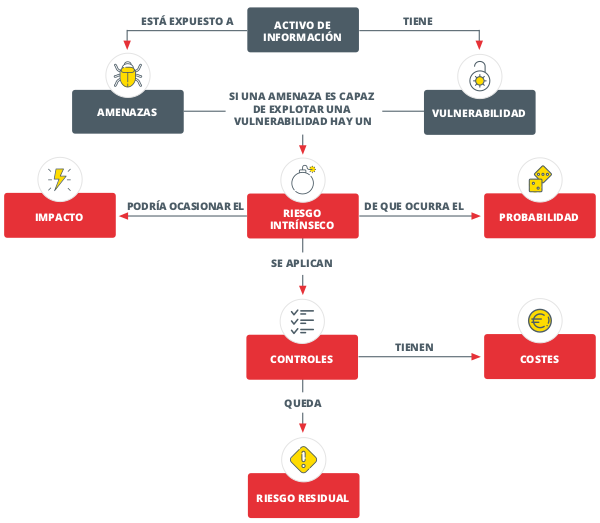 ESTÁ EXPUESTO A
ACTIVO DE
INFORMACIÓN
TIENE
AMENAZAS
SI UNA AMENAZA ES CAPAZ
DE EXPLOTAR UNA
VULNERABILIDAD HAY UN
VULNERABILIDAD
IMPACTO
PODRÍA OCASIONAR EL
RIESGO
INTRÍNSECO
DE QUE OCURRA EL
PROBABILIDAD
SE APLICAN
CONTROLES
TIENEN
COSTES
QUEDA
RIESGO RESIDUAL